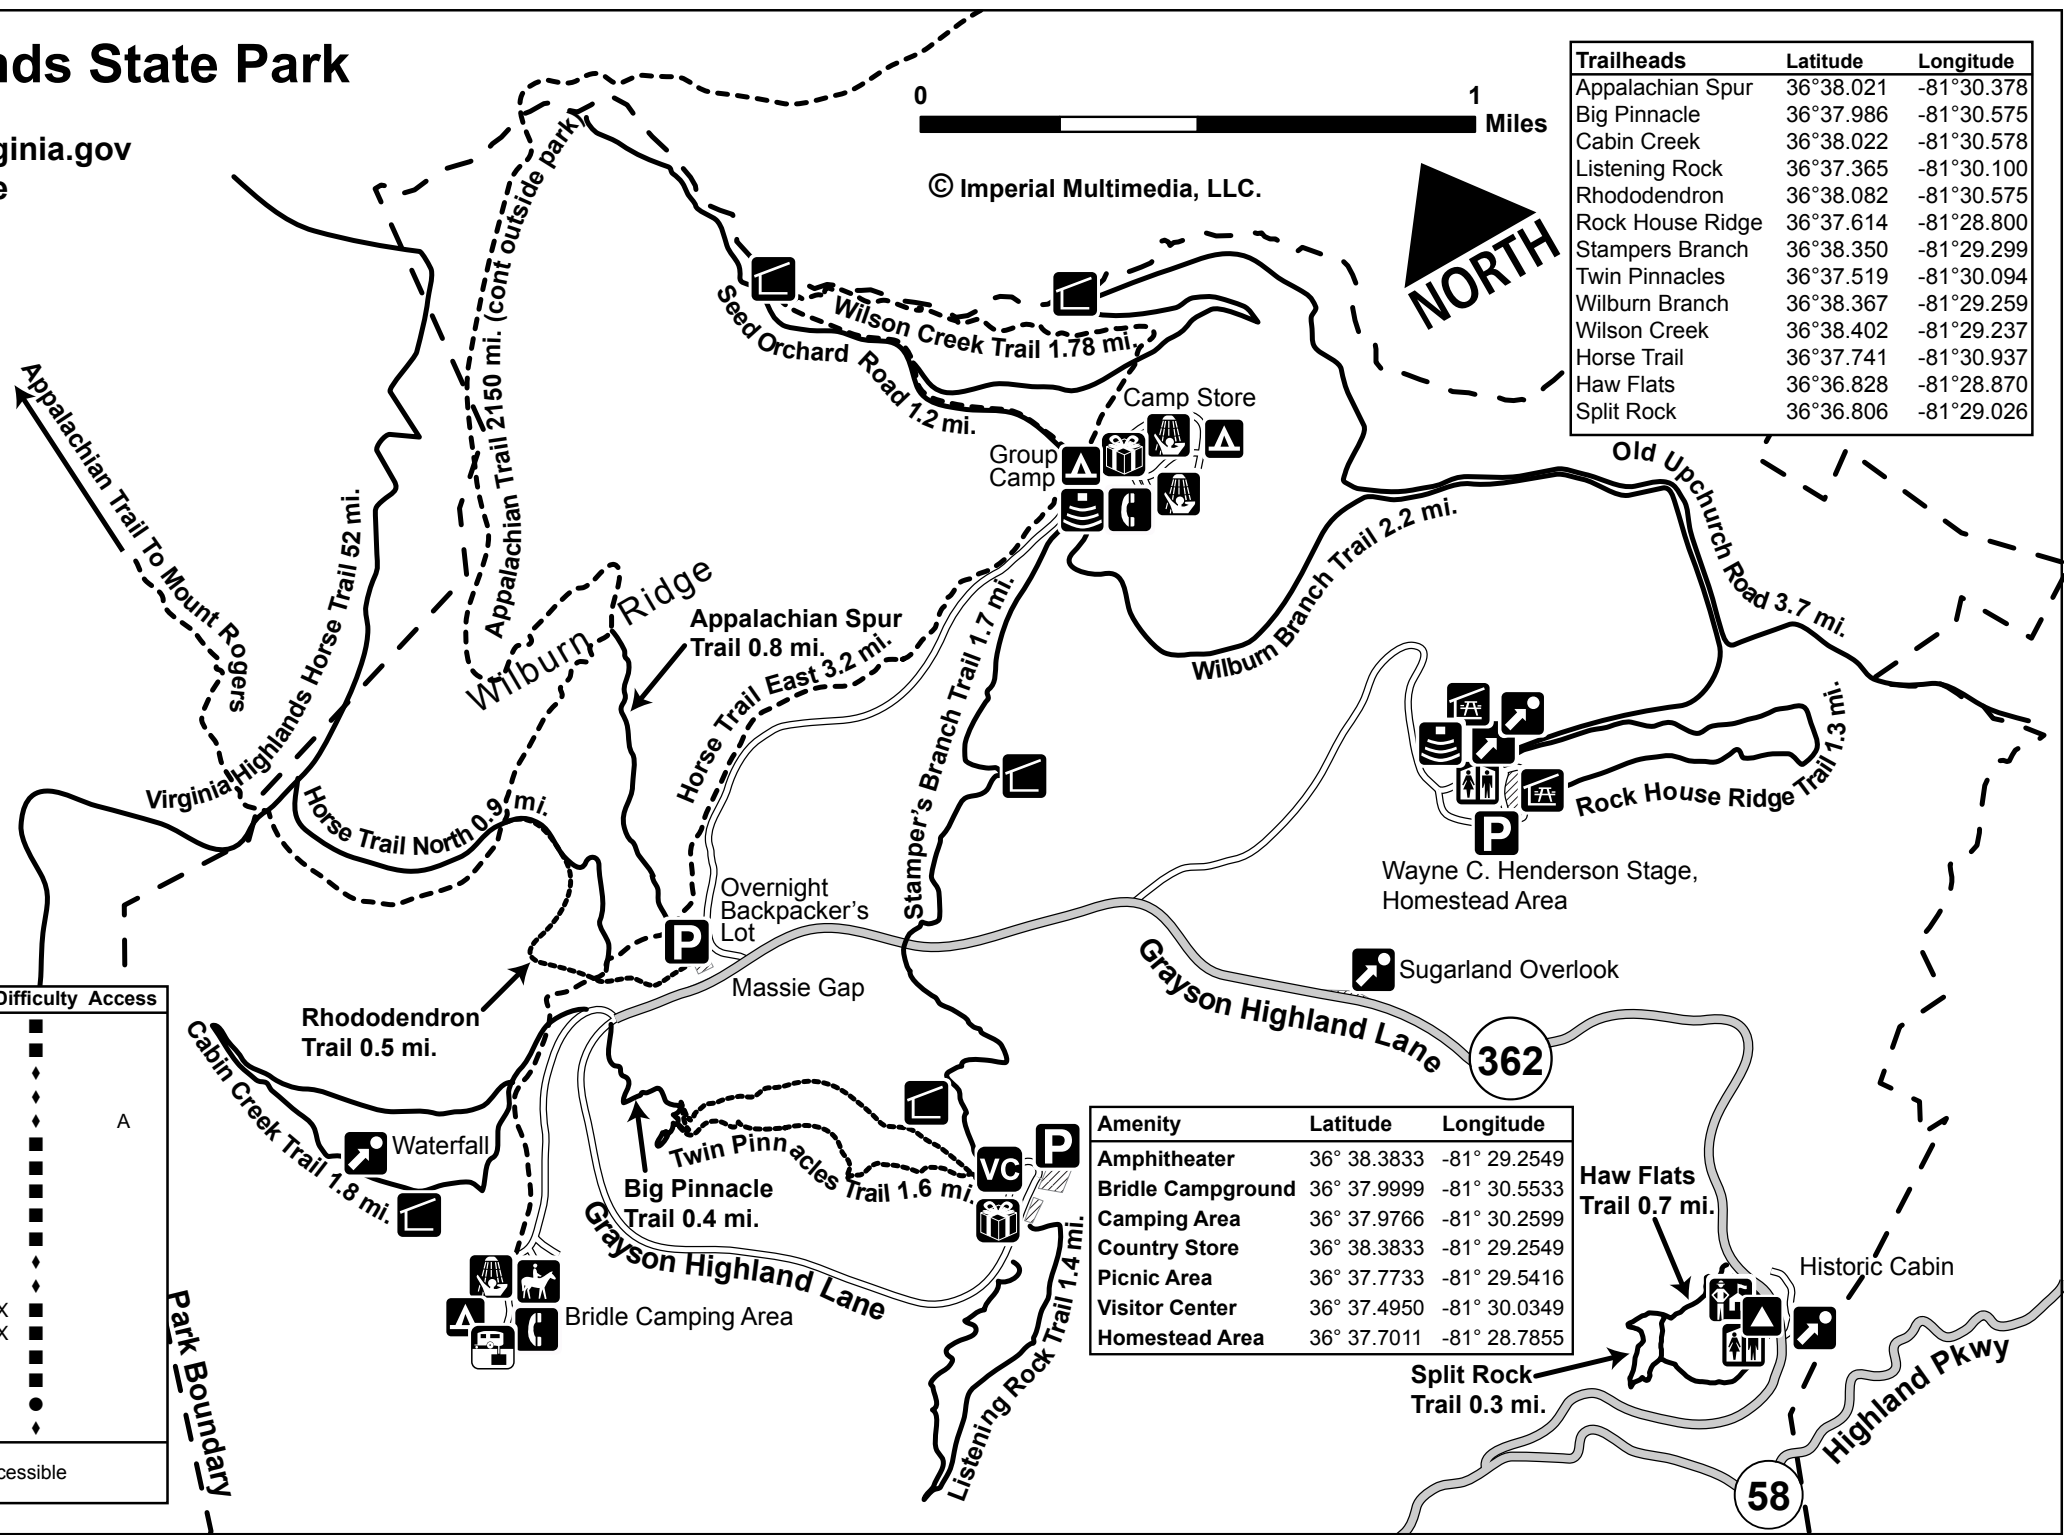 nds State Park
ginia.gov
e
0 1
Miles
© Imperial Multimedia, LLC.
NORTH
Trailheads Latitude Longitude
Appalachian Spur 36°38.021 -81°30.378
Big Pinnacle 36°37.986 -81°30.575
Cabin Creek 36°38.022 -81°30.578
Listening Rock 36°37.365 -81°30.100
Rhododendron 36°38.082 -81°30.575
Rock House Ridge 36°37.614 -81°28.800
Stampers Branch 36°38.350 -81°29.299
Twin Pinnacles 36°37.519 -81°30.094
Wilburn Branch 36°38.367 -81°29.259
Wilson Creek 36°38.402 -81°29.237
Horse Trail 36°37.741 -81°30.937
Haw Flats 36°36.828 -81°28.870
Split Rock 36°36.806 -81°29.026
Appalachian Trail 2150 mi. (cont outside park)
Seed Orchard Road 1.2 mi.
Wilson Creek Trail 1.78 mi.
Camp Store
Group
Camp
Appalachian Trail To Mount Rogers
Virginia Highlands Horse Trail 52 mi.
Wilburn Ridge
Appalachian Spur
Trail 0.8 mi.
Horse Trail East 3.2 mi.
Stamper's Branch Trail 1.7 mi.
Wilburn Branch Trail 2.2 mi.
Old Upchurch Road 3.7 mi.
Rock House Ridge Trail 1.3 mi.
Horse Trail North 0.9 mi.
P
Wayne C. Henderson Stage,
Homestead Area
Overnight
Backpacker's
Lot
P
Massie Gap
Sugarland Overlook
Grayson Highland Lane
362
Rhododendron
Trail 0.5 mi.
Cabin Creek Trail 1.8 mi.
Waterfall
Big Pinnacle
Trail 0.4 mi.
Twin Pinnacles Trail 1.6 mi.
VC
P
Grayson Highland Lane
Bridle Camping Area
Listening Rock Trail 1.4 mi.
Amenity Latitude Longitude
Amphitheater 36° 38.3833 -81° 29.2549
Bridle Campground 36° 37.9999 -81° 30.5533
Camping Area 36° 37.9766 -81° 30.2599
Country Store 36° 38.3833 -81° 29.2549
Picnic Area 36° 37.7733 -81° 29.5416
Visitor Center 36° 37.4950 -81° 30.0349
Homestead Area 36° 37.7011 -81° 28.7855
Haw Flats
Trail 0.7 mi.
Historic Cabin
Split Rock
Trail 0.3 mi.
Highland Pkwy
58
Park Boundary
Difficulty Access
A
X
X
cessible